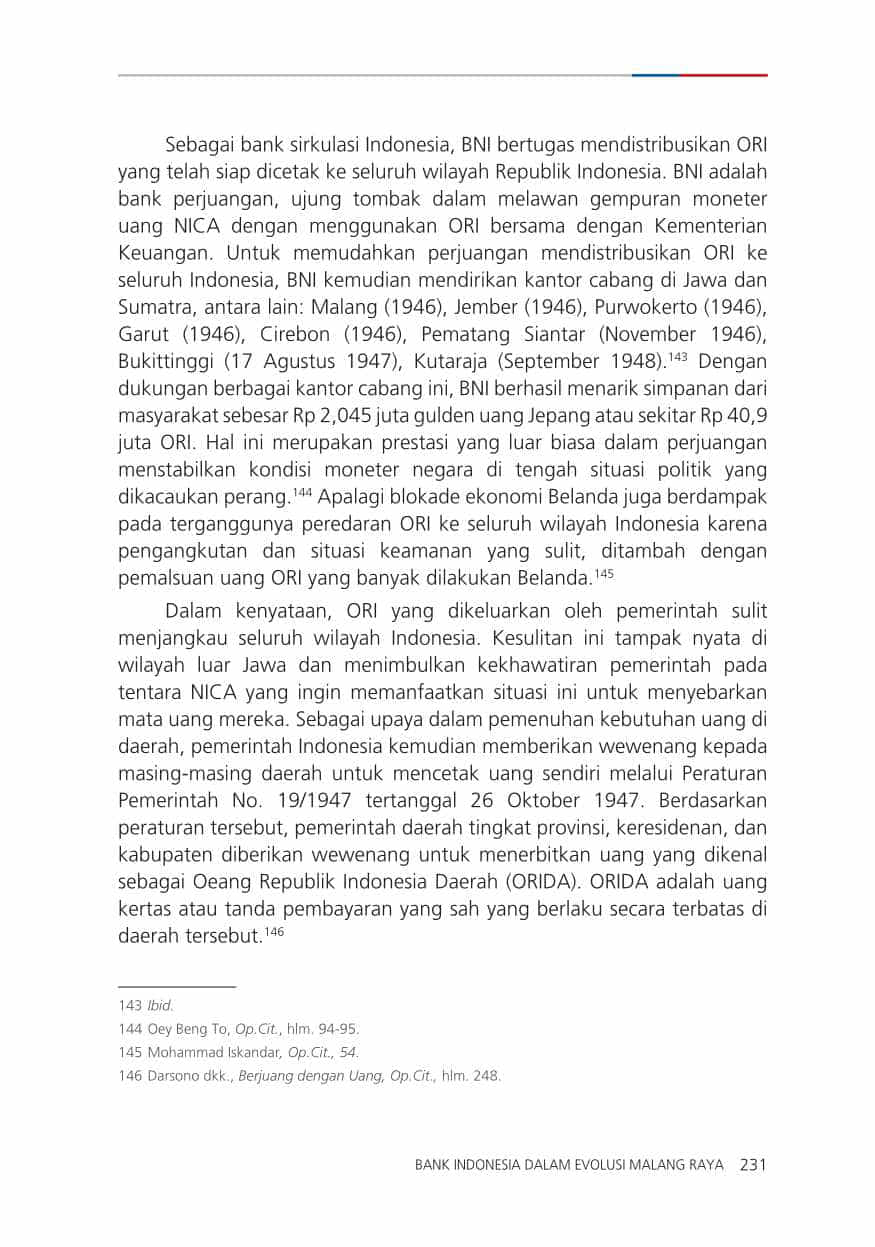 Sebagai bank sirkulasi Indonesia, BNI bertugas mendistribusikan ORI
yang telah siap dicetak ke seluruh wilayah Republik Indonesia. BNI adalah
bank perjuangan, ujung tombak dalam melawan gempuran moneter
uang NICA dengan menggunakan ORI bersama dengan Kementerian
Keuangan. Untuk memudahkan perjuangan mendistribusikan ORI ke
seluruh Indonesia, BNI kemudian mendirikan kantor cabang di Jawa dan
Sumatra, antara lain: Malang (1946), Jember (1946), Purwokerto (1946),
Garut (1946), Cirebon (1946), Pematang Siantar (November 1946),
Bukittinggi (17 Agustus 1947), Kutaraja (September 1948).143 Dengan
dukungan berbagai kantor cabang ini, BNI berhasil menarik simpanan dari
masyarakat sebesar Rp 2,045 juta gulden uang Jepang atau sekitar Rp 40,9
juta ORI. Hal ini merupakan prestasi yang luar biasa dalam perjuangan
menstabilkan kondisi moneter negara di tengah situasi politik yang
dikacaukan perang.144 Apalagi blokade ekonomi Belanda juga berdampak
pada terganggunya peredaran ORI ke seluruh wilayah Indonesia karena
pengangkutan dan situasi keamanan yang sulit, ditambah dengan
pemalsuan uang ORI yang banyak dilakukan Belanda.145
Dalam kenyataan, ORI yang dikeluarkan oleh pemerintah sulit
menjangkau seluruh wilayah Indonesia. Kesulitan ini tampak nyata di
wilayah luar Jawa dan menimbulkan kekhawatiran pemerintah pada
tentara NICA yang ingin memanfaatkan situasi ini untuk menyebarkan
mata uang mereka. Sebagai upaya dalam pemenuhan kebutuhan uang di
daerah, pemerintah Indonesia kemudian memberikan wewenang kepada
masing-masing daerah untuk mencetak uang sendiri melalui Peraturan
Pemerintah No. 19/1947 tertanggal 26 Oktober 1947. Berdasarkan
peraturan tersebut, pemerintah daerah tingkat provinsi, keresidenan, dan
kabupaten diberikan wewenang untuk menerbitkan uang yang dikenal
sebagai Oeang Republik Indonesia Daerah (ORIDA). ORIDA adalah uang
kertas atau tanda pembayaran yang sah yang berlaku secara terbatas di
daerah tersebut.146
143 Ibid.
144 Oey Beng To, Op.Cit., hlm. 94-95.
145 Mohammad Iskandar, Op.Cit., 54.
146 Darsono dkk., Berjuang dengan Uang, Op.Cit., hlm. 248.
BANK INDONESIA DALAM EVOLUSI MALANG RAYA 231